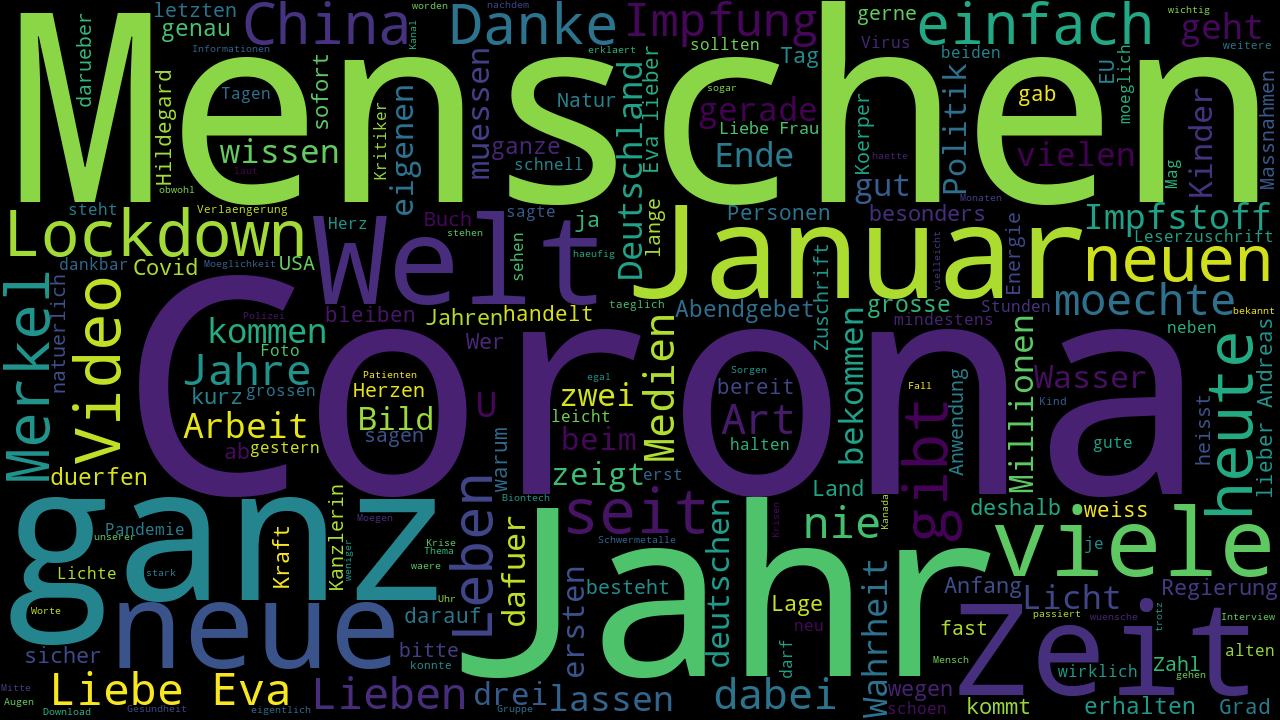 Menschen
Corona
Jahr
ganz
Welt
Januar
Zeit
neue
viele
Lockdown
neuen
heute
Merkel
video
China
Danke
Impfung
einfach
geht
letzten
genau
worden
nachdem
Kanal
Informationen
darueber
erklaert
sollten
Tag
gerne
Virus
beiden
wichtig
weitere
EU
moeglich
Massnahmen
Tagen
sofort
Hildegard
wissen
laut
obwohl
Kritiker
eigenen
muessen
ganze
schnell
Natur
Deutschland
Eva lieber
sogar
gerade
Liebe Frau
Ende
haette
Koerper
gut
Politik
gab
vielen
Mag
Kinder
Monaten
steht
Verlaengerung
dankbar
Covid
Moeglichkeit
USA
Herz
Buch
stehen
sagte
sehen
ja
haeufig
lange
Personen
besonders
vielleicht
Energie
Impfstoff
Leserzuschrift
natuerlich
Polizei
bleiben
Jahren
handelt
taeglich
Abendgebet
Zuschrift
grosse
Stunden
mindestens
moechte
bekannt
neben
kommen
Foto
Jahre
kurz
grossen
Wer
Patienten
Herzen
Bild
sagen
u
egal
zwei
leicht
beim
Medien
Sorgen
bereit
Art
halten
bekommen
Fall
gibt
Anwendung
Wasser
Kind
Millionen
gute
heisst
lieber Andreas
Arbeit
ab
gestern
duerfen
warum
zeigt
erst
Land
Kanada
deshalb
weiss
je
Biontech
seit
Schwermetalle
Krisen
nie
Pandemie
unserer
Lichte
stark
Worte
Kraft
Kanzlerin
weniger
Moegen
Krise
Thema
waere
Uhr
Leben
dafuer
darauf
bitte
konnte
ersten
besteht
deutschen
Lage
neu
darf
Wahrheit
Anfang
Licht
Regierung
fast
passiert
wuensche
trotz
Interview
alten
Mensch
wirklich
Zahl
gehen
sicher
Mitte
Augen
Download
Liebe Eva
Gesundheit
eigentlich
Lieben
drei
Gruppe
lassen
dabei
wegen
schoen
kommt
erhalten
Grad